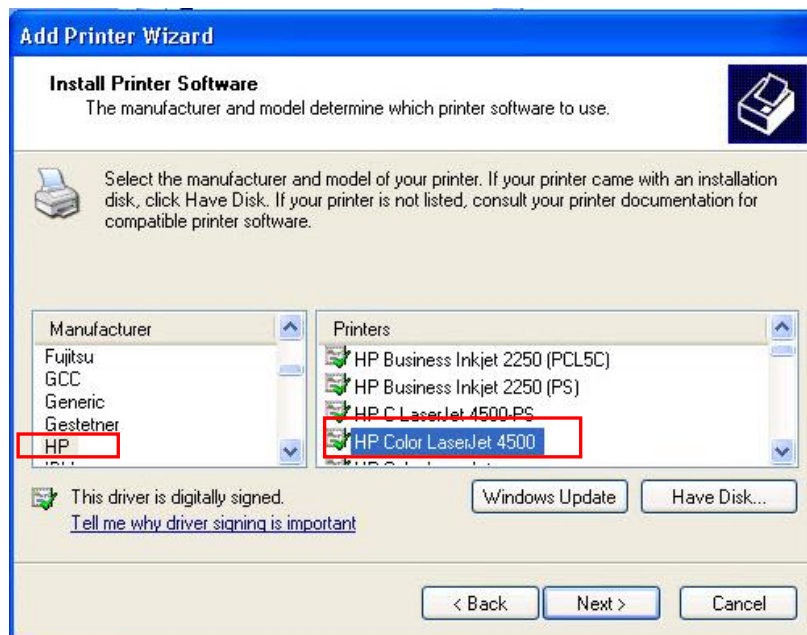 Add Printer Wizard
Install Printer Software
The manufacturer and model determine which printer software to use.
Select the manufacturer and model of your printer. If your printer came with an installation
disk, click Have Disk. If your printer is not listed, consult your printer documentation for
compatible printer software.
Manufacturer
Fujitsu
GCC
Generic
Gestetner
HP
Printers
HP Business Inkjet 2250 (PCL5C)
HP Business Inkjet 2250 (PS)
HP C LaserJet 4500-PS
HP Color LaserJet 4500
This driver is digitally signed.
Tell me why driver signing is important
Windows Update
Have Disk...
< Back
Next >
Cancel